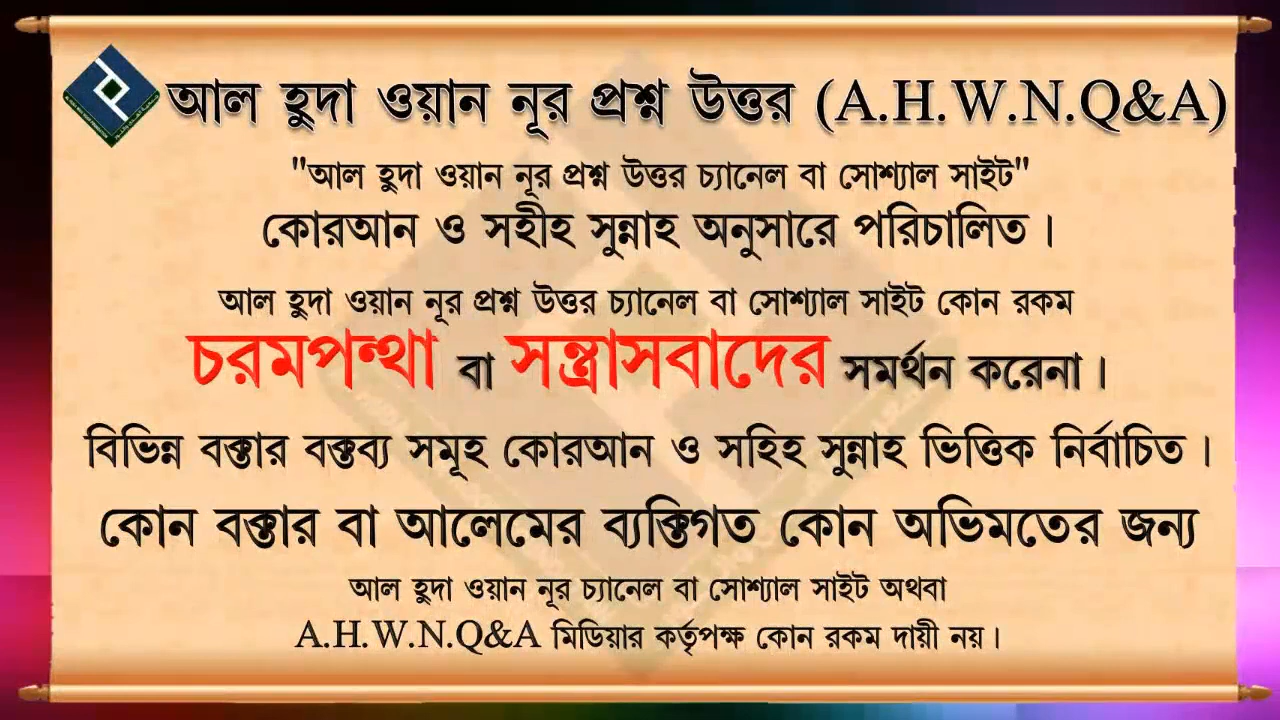 আল হুদা ওয়ান নূর প্রশ্ন উত্তর (A.H.W.N.Q&A)
"আল হুদা ওয়ান নূর প্রশ্ন উত্তর চ্যানেল বা সোশ্যাল সাইট"
কোরআন ও সহীহ সুন্নাহ অনুসারে পরিচালিত ।
আল হুদা ওয়ান নূর প্রশ্ন উত্তর চ্যানেল বা সোশ্যাল সাইট কোন রকম
চরমপন্থা বা সন্ত্রাসবাদের সমর্থন করেনা ।
বিভিন্ন বক্তার বক্তব্য সমূহ কোরআন ও সহিহ সুন্নাহ ভিত্তিক নির্বাচিত ।
কোন বক্তার বা আলেমের ব্যক্তিগত কোন অভিমতের জন্য
আল হুদা ওয়ান নূর চ্যানেল বা সোশ্যাল সাইট অথবা
A.H.W.N.Q&A মিডিয়ার কর্তৃপক্ষ কোন রকম দায়ী নয় ।